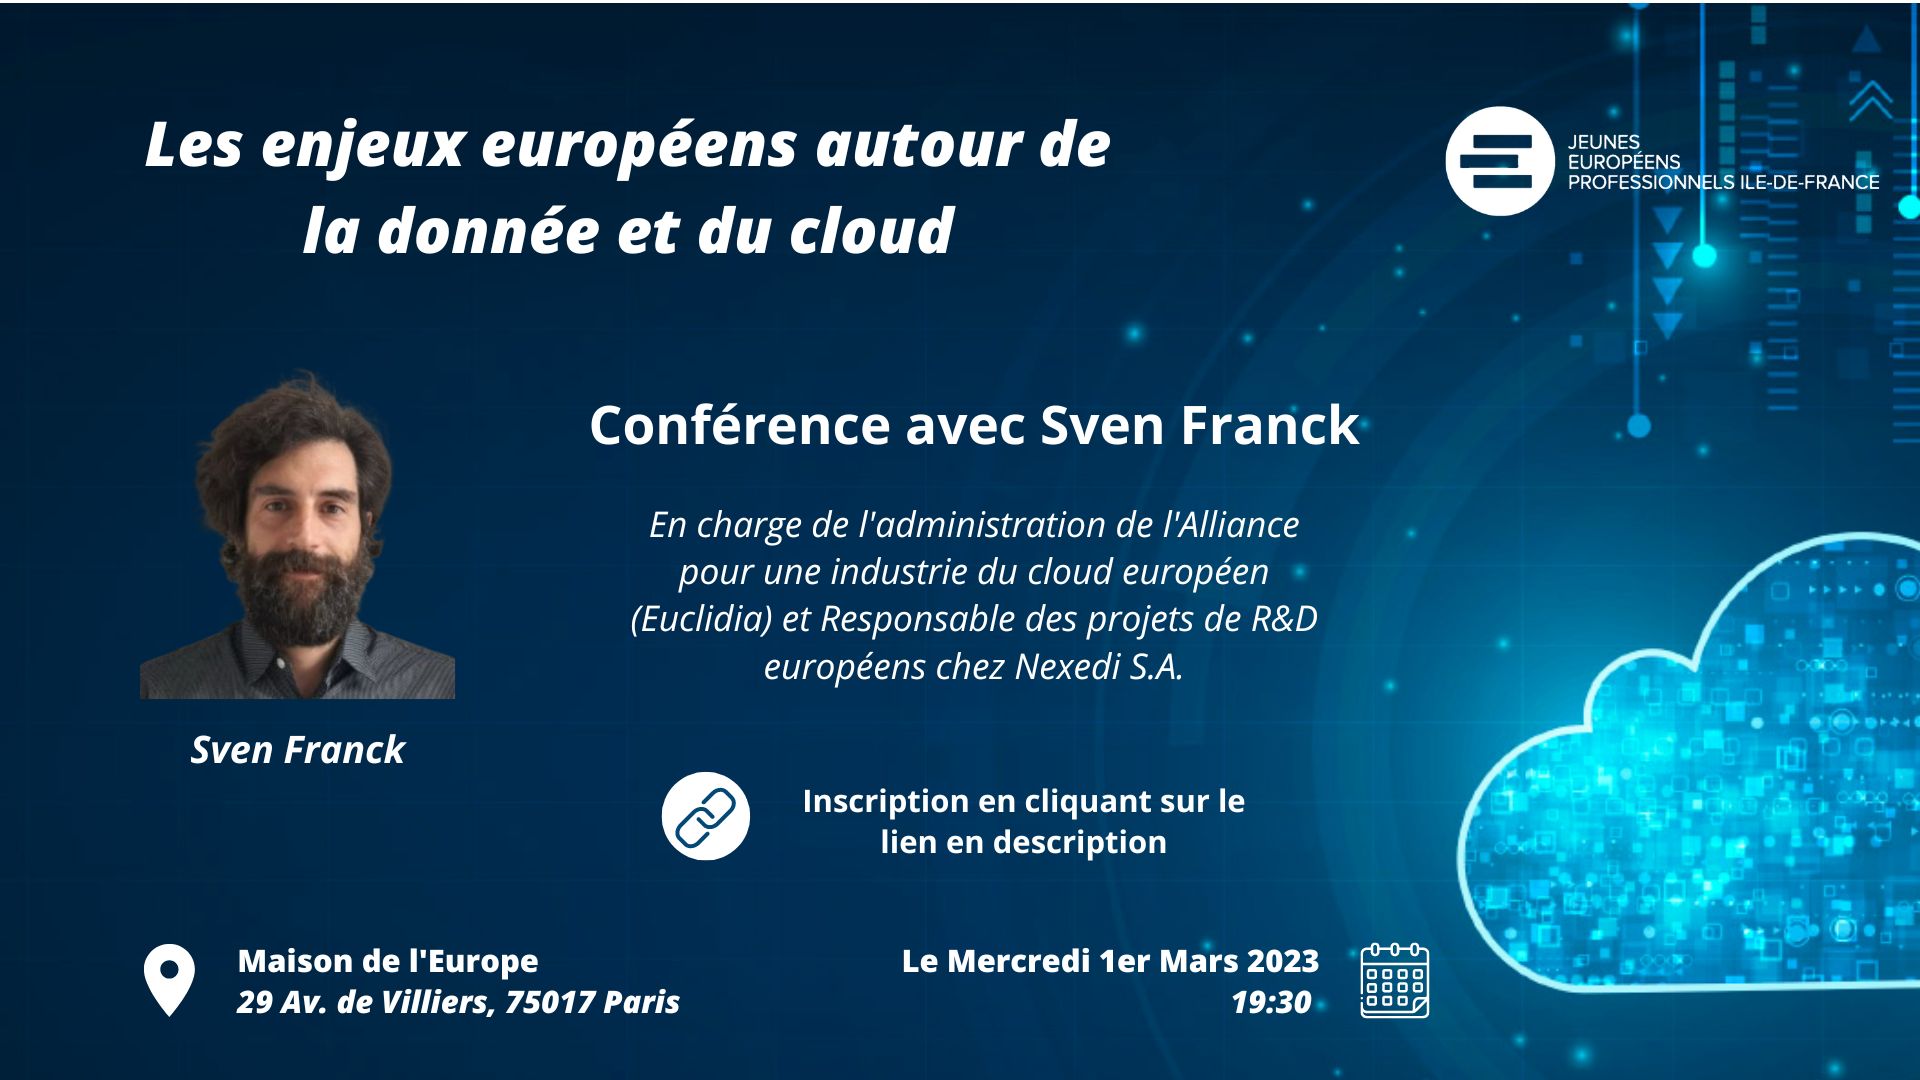 Les enjeux européens autour de
la donnée et du cloud
JEUNES
EUROPÉENS
PROFESSIONNELS ILE-DE-FRANCE
Conférence avec Sven Franck
En charge de l'administration de l'Alliance
pour une industrie du cloud européen
(Euclidia) et Responsable des projets de R&D
européens chez Nexedi S.A.
Sven Franck
Inscription en cliquant sur le
lien en description
Maison de l'Europe
29 Av. de Villiers, 75017 Paris
Le Mercredi 1er Mars 2023
19:30